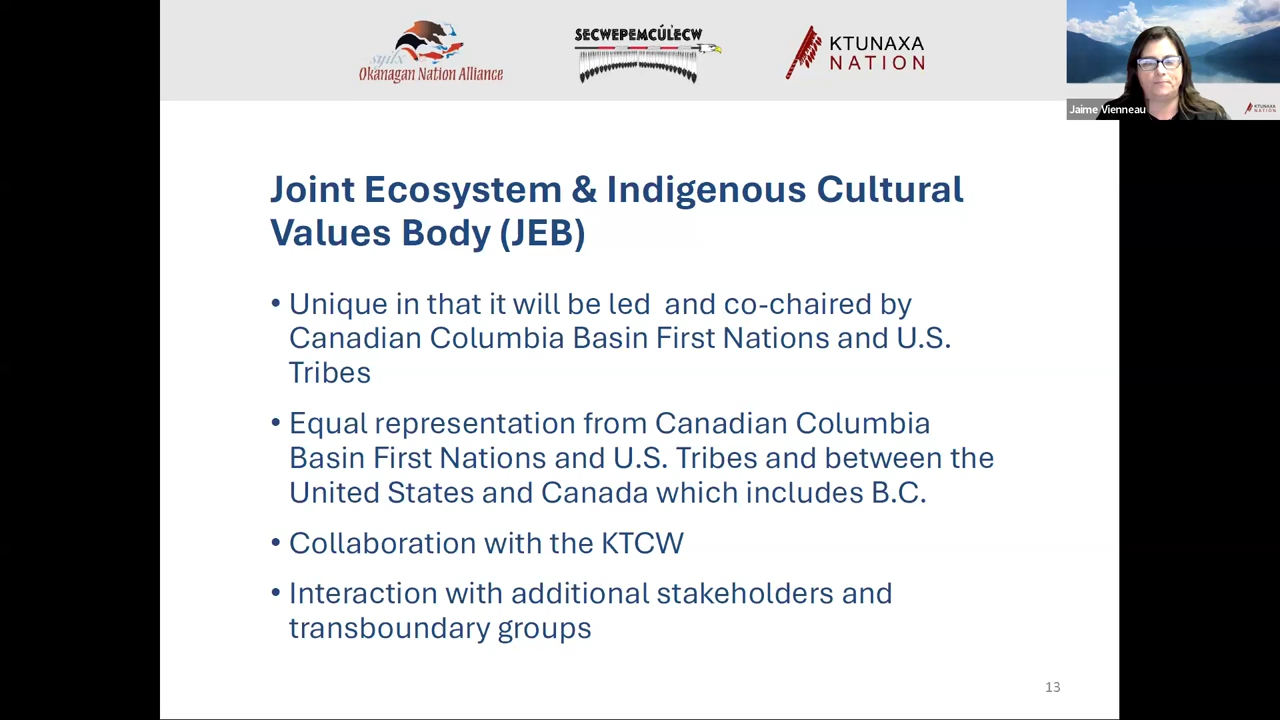 syilx
Okanagan Nation Alliance
SECWEPEMCÚLECW
KTUNAXA
NATION
Jaime Vienneau
KTUNAXA
NATION
Joint Ecosystem & Indigenous Cultural
Values Body (JEB)
• Unique in that it will be led  and co-chaired by
Canadian Columbia Basin First Nations and U.S.
Tribes
• Equal representation from Canadian Columbia
Basin First Nations and U.S. Tribes and between the
United States and Canada which includes B.C.
• Collaboration with the KTCW
• Interaction with additional stakeholders and
transboundary groups
13